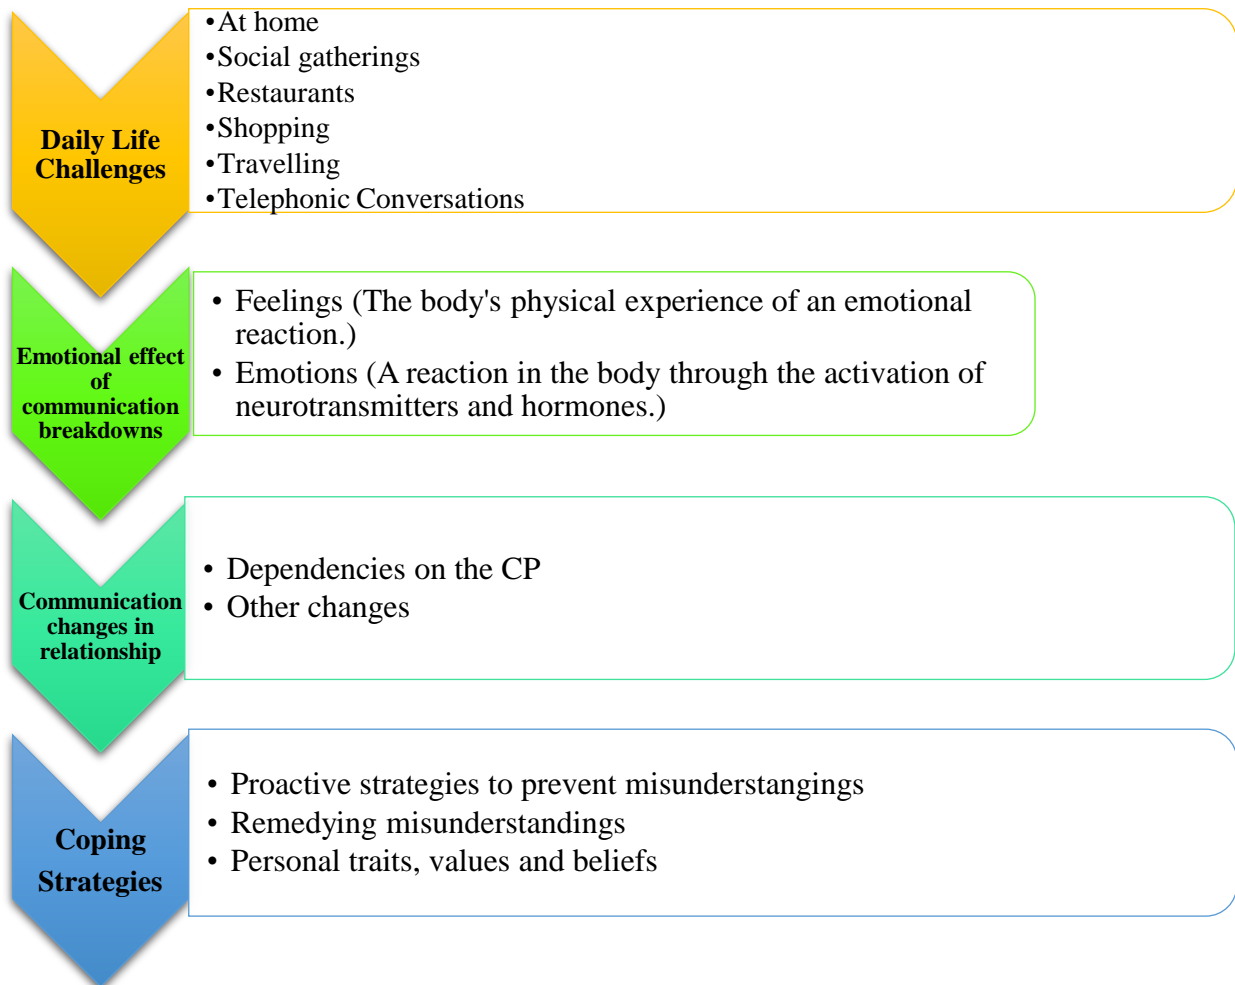 Daily Life
Challenges
•At home
•Social gatherings
•Restaurants
•Shopping
•Travelling
•Telephonic Conversations
Emotional effect
of
communication
breakdowns
• Feelings (The body's physical experience of an emotional
reaction.)
• Emotions (A reaction in the body through the activation of
neurotransmitters and hormones.)
Communication
changes in
relationship
• Dependencies on the CP
• Other changes
Coping
Strategies
• Proactive strategies to prevent misunderstangings
• Remedying misunderstandings
• Personal traits, values and beliefs